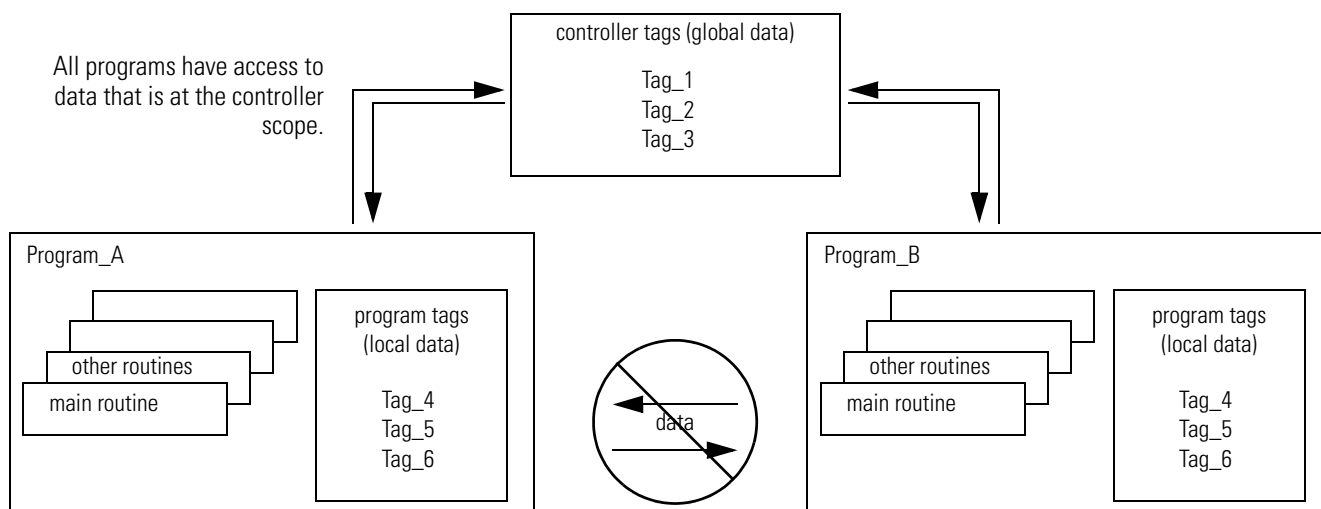 controller tags (global data)
Tag_1
Tag_2
Tag_3
All programs have access to
data that is at the controller
scope.
Program_A
other routines
main routine
program tags
(local data)
Tag_4
Tag_5
Tag_6
data
Program_B
other routines
main routine
program tags
(local data)
Tag_4
Tag_5
Tag_6